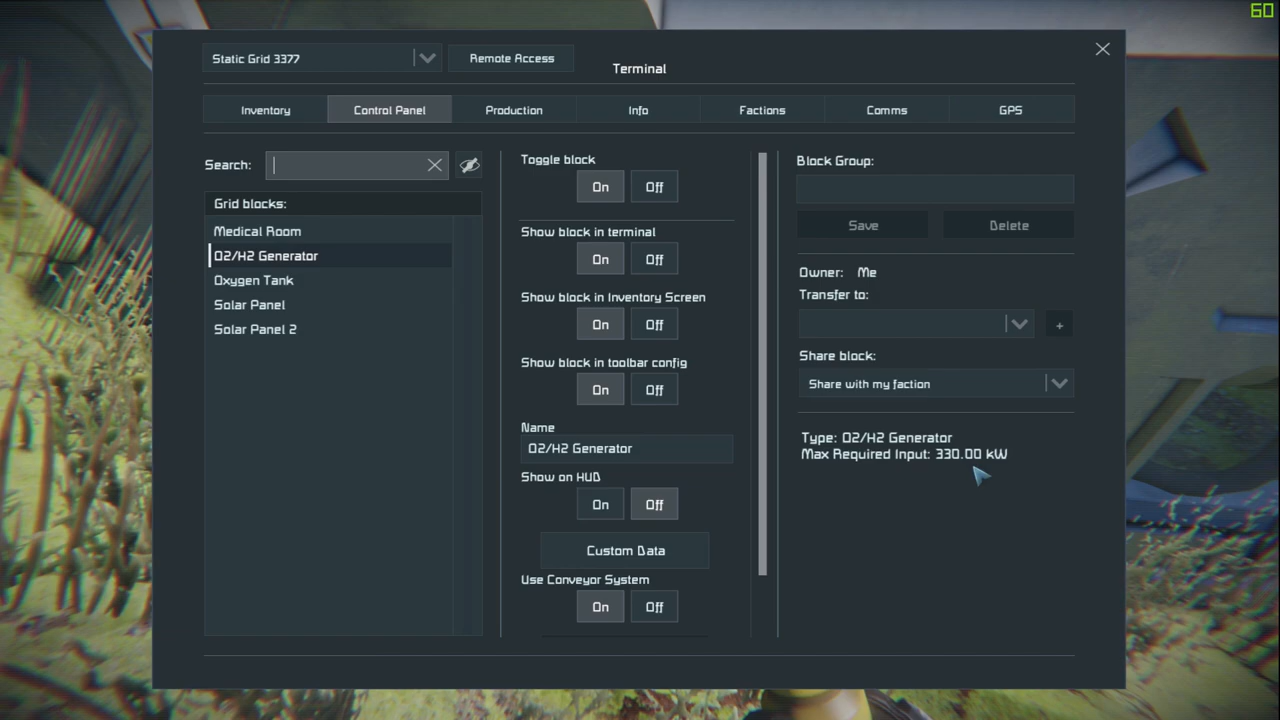 60
Static Grid 3377
Remote Access
Terminal
Inventory
Control Panel
Production
Info
Factions
Comms
GPS
Search:
Grid blocks:
Medical Room
O2/H2 Generator
Oxygen Tank
Solar Panel
Solar Panel 2
Toggle block
On Off
Show block in terminal
On Off
Show block in Inventory Screen
On Off
Show block in toolbar config
On Off
Name
O2/H2 Generator
Show on HUD
On Off
Custom Data
Use Conveyor System
On Off
Block Group:
Save Delete
Owner: Me
Transfer to:
+
Share block:
Share with my faction
Type: O2/H2 Generator
Max Required Input: 330.00 kW